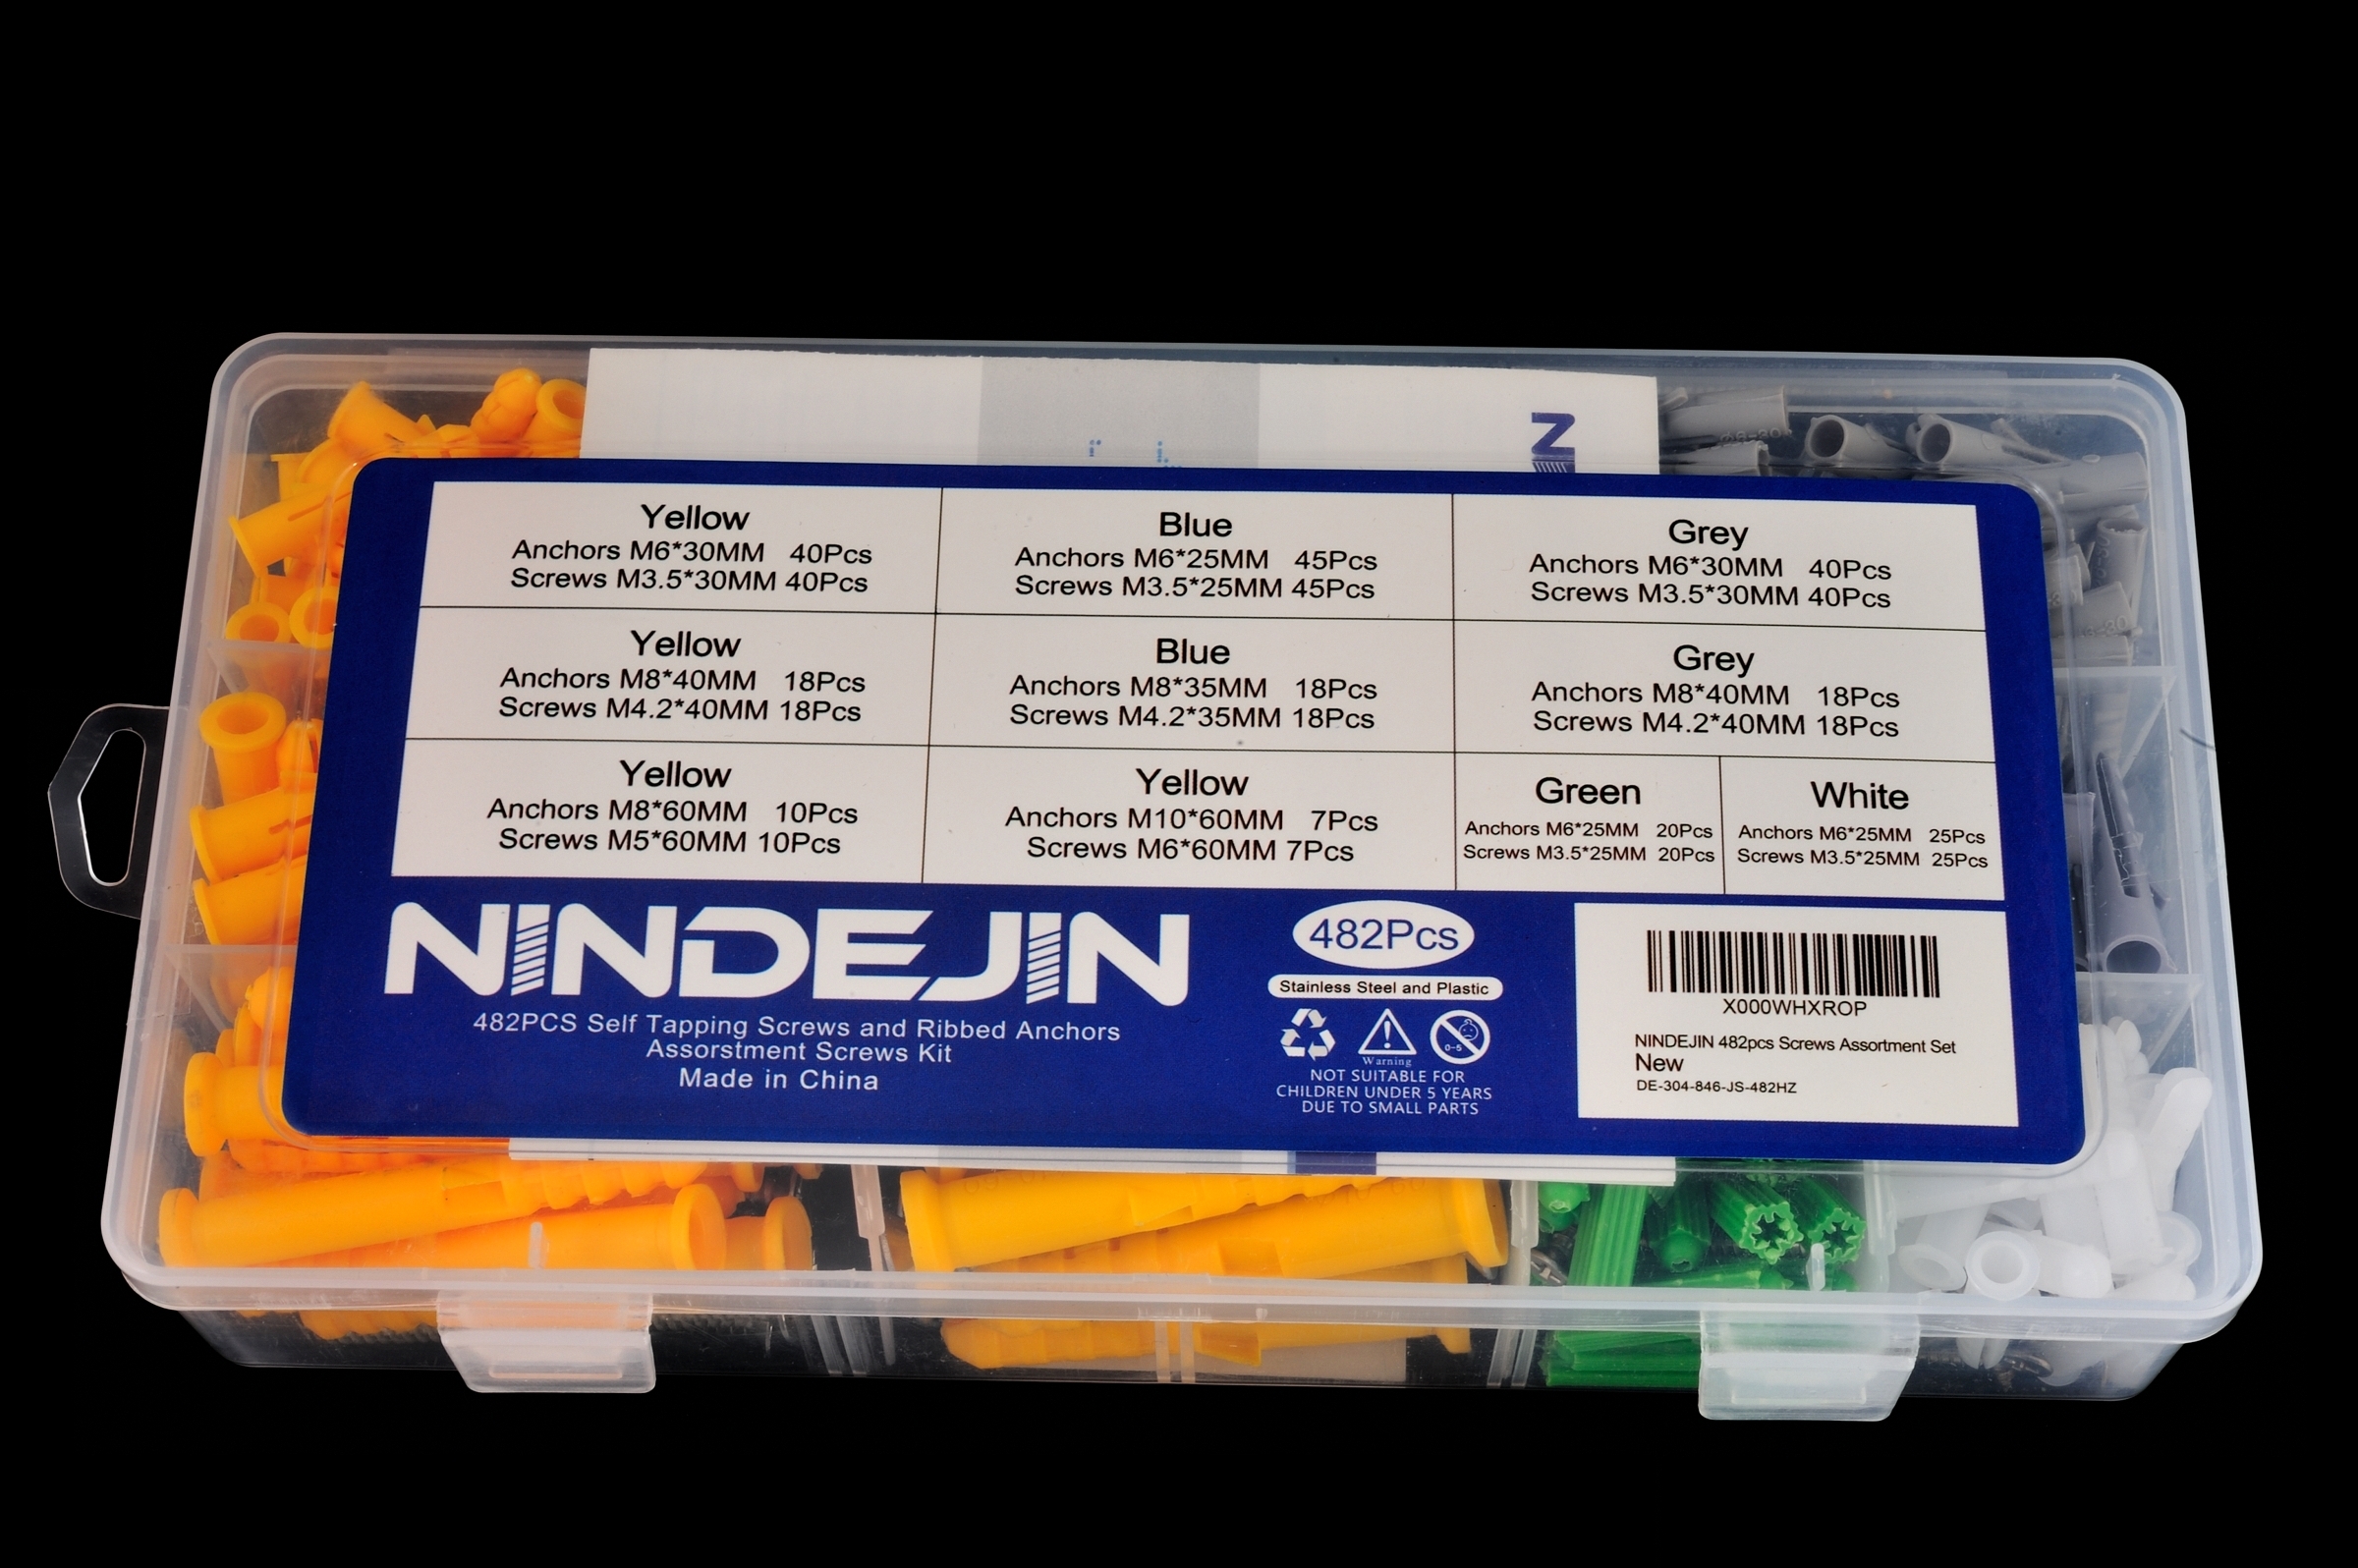 N
Yellow
Anchors M6*30MM 40Pcs
Screws M3.5*30MM 40Pcs
Blue
Anchors M6*25MM 45Pcs
Screws M3.5*25MM 45Pcs
Grey
Anchors M6*30MM 40Pcs
Screws M3.5*30MM 40Pcs
Yellow
Anchors M8*40MM 18Pcs
Screws M4.2*40MM 18Pcs
Blue
Anchors M8*35MM 18Pcs
Screws M4.2*35MM 18Pcs
Grey
Anchors M8*40MM 18Pcs
Screws M4.2*40MM 18Pcs
Yellow
Anchors M8*60MM 10Pcs
Screws M5*60MM 10Pcs
Yellow
Anchors M10*60MM 7Pcs
Screws M6*60MM 7Pcs
Green
Anchors M6*25MM 20Pcs
Screws M3.5*25MM 20Pcs
White
Anchors M6*25MM 25Pcs
Screws M3.5*25MM 25Pcs
NINDEJIN
482PCS Self Tapping Screws and Ribbed Anchors
Assorstment Screws Kit
Made in China
482Pcs
Stainless Steel and Plastic
0-5
Warning
NOT SUITABLE FOR
CHILDREN UNDER 5 YEARS
DUE TO SMALL PARTS
X000WHXROP
NINDEJIN 482pcs Screws Assortment Set
New
DE-304-846-JS-482HZ